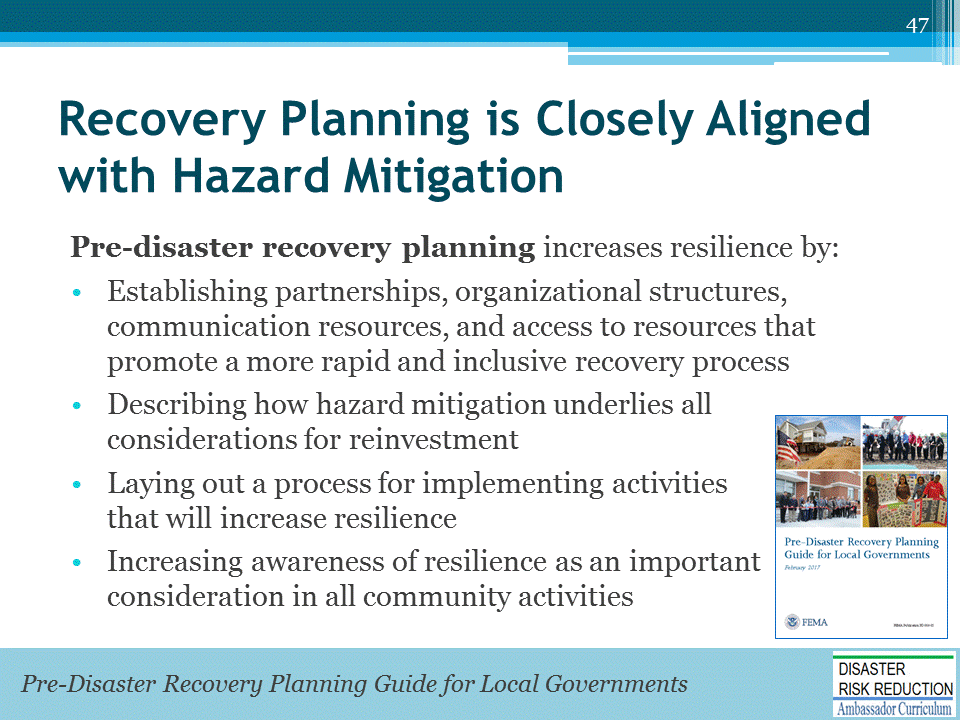 47
Recovery Planning is Closely Aligned
with Hazard Mitigation
Pre-disaster recovery planning increases resilience by:
• Establishing partnerships, organizational structures,
communication resources, and access to resources that
promote a more rapid and inclusive recovery process
• Describing how hazard mitigation underlies all
considerations for reinvestment
• Laying out a process for implementing activities
that will increase resilience
• Increasing awareness of resilience as an important
consideration in all community activities
Pre-Disaster Recovery Planning
Guide for Local Governments
February 2017
FEMA
Pre-Disaster Recovery Planning Guide for Local Governments
DISASTER
RISK REDUCTION
Ambassador Curriculum